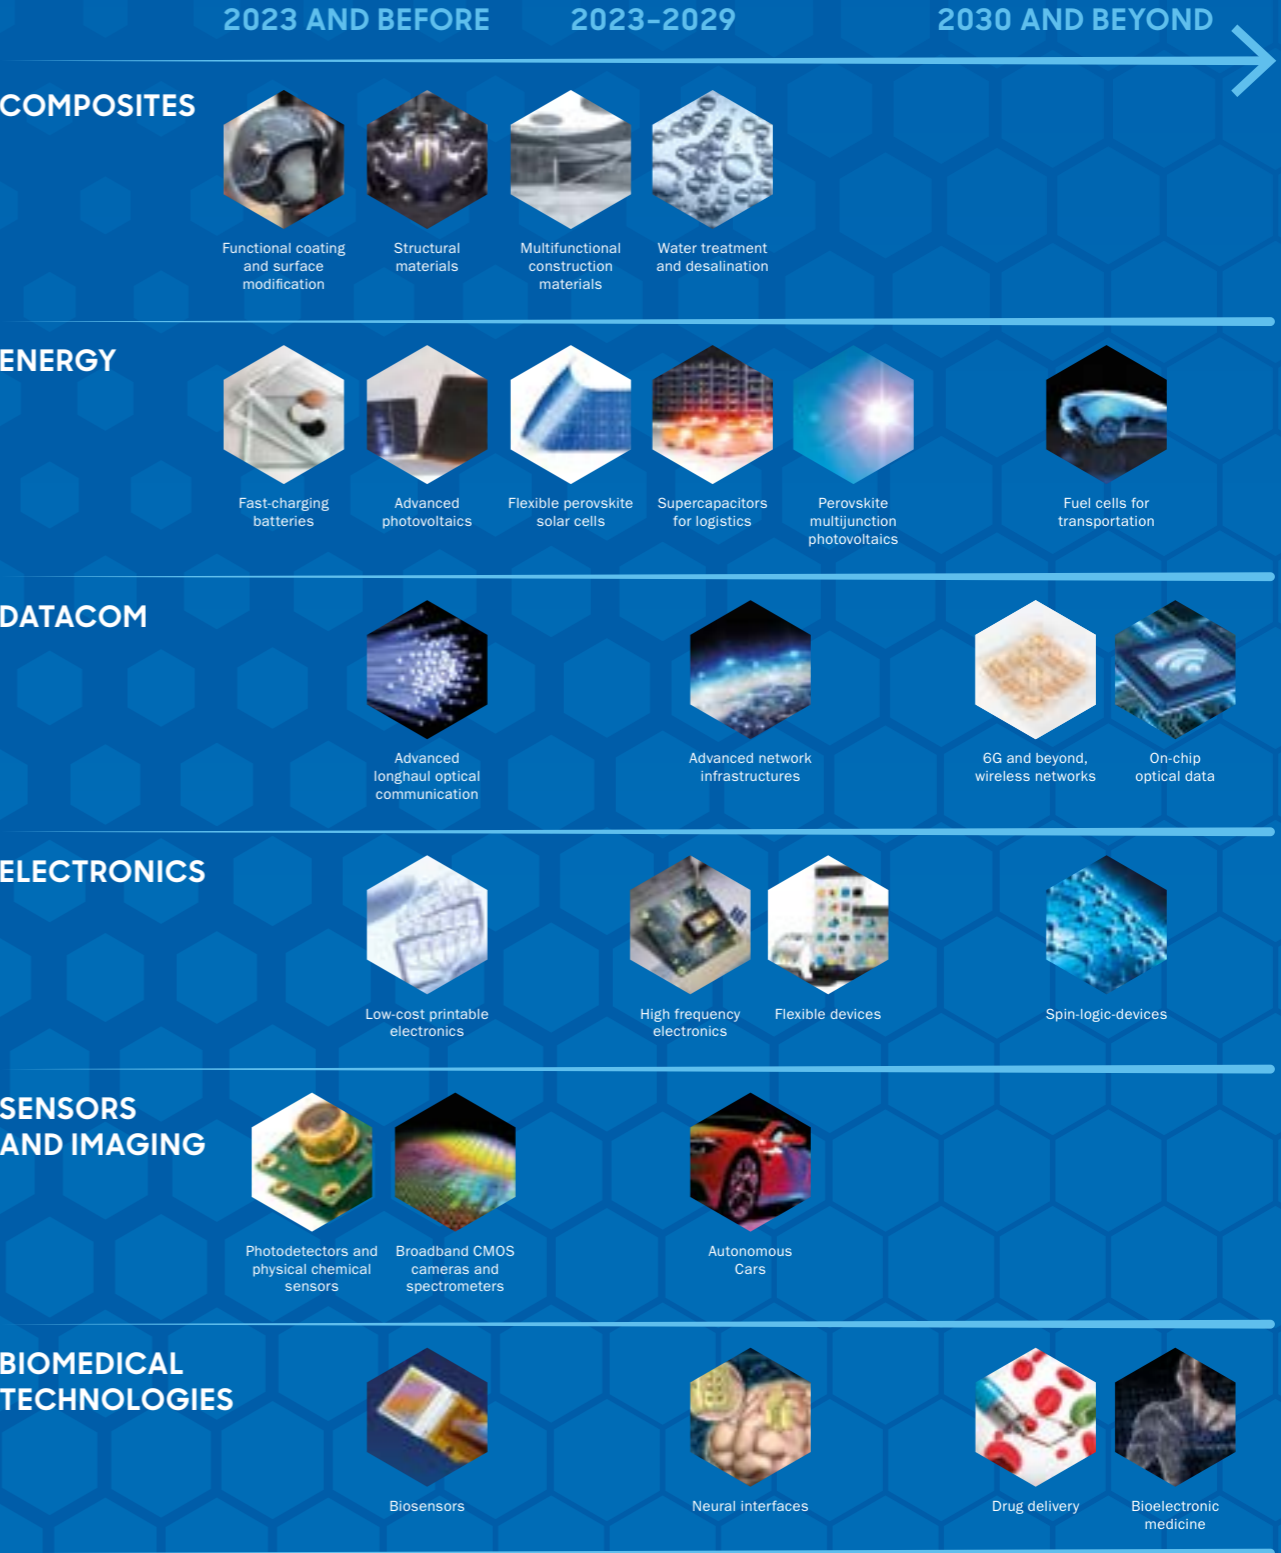 2023 AND BEFORE
2023–2029
2030 AND BEYOND
COMPOSITES
Functional coating
and surface
modification
Structural
materials
Multifunctional
construction
materials
Water treatment
and desalination
ENERGY
Fast-charging
batteries
Advanced
photovoltaics
Flexible perovskite
solar cells
Supercapacitors
for logistics
Perovskite
multijunction
photovoltaics
Fuel cells for
transportation
DATACOM
Advanced
longhaul optical
communication
Advanced network
infrastructures
6G and beyond,
wireless networks
On-chip
optical data
ELECTRONICS
Low-cost printable
electronics
High frequency
electronics
Flexible devices
Spin-logic-devices
SENSORS
AND IMAGING
Photodetectors and
physical chemical
sensors
Broadband CMOS
cameras and
spectrometers
Autonomous
Cars
BIOMEDICAL
TECHNOLOGIES
Biosensors
Neural interfaces
Drug delivery
Bioelectronic
medicine